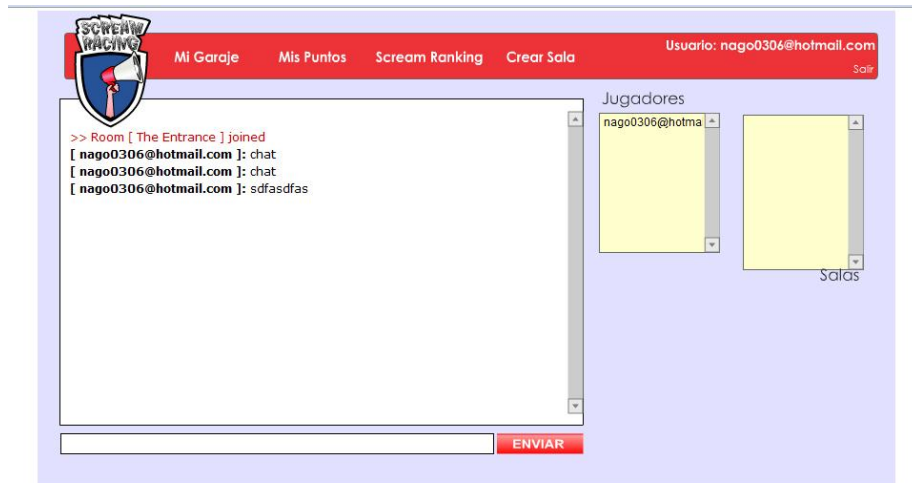 SCREAM
RACING
Mi Garaje
Mis Puntos
Scream Ranking
Crear Sala
Usuario: nago0306@hotmail.com
Salir
>> Room [ The Entrance ] joined
[ nago0306@hotmail.com ]: chat
[ nago0306@hotmail.com ]: chat
[ nago0306@hotmail.com ]: sdfasdfas
Jugadores
nago0306@hotma
Salas
ENVIAR